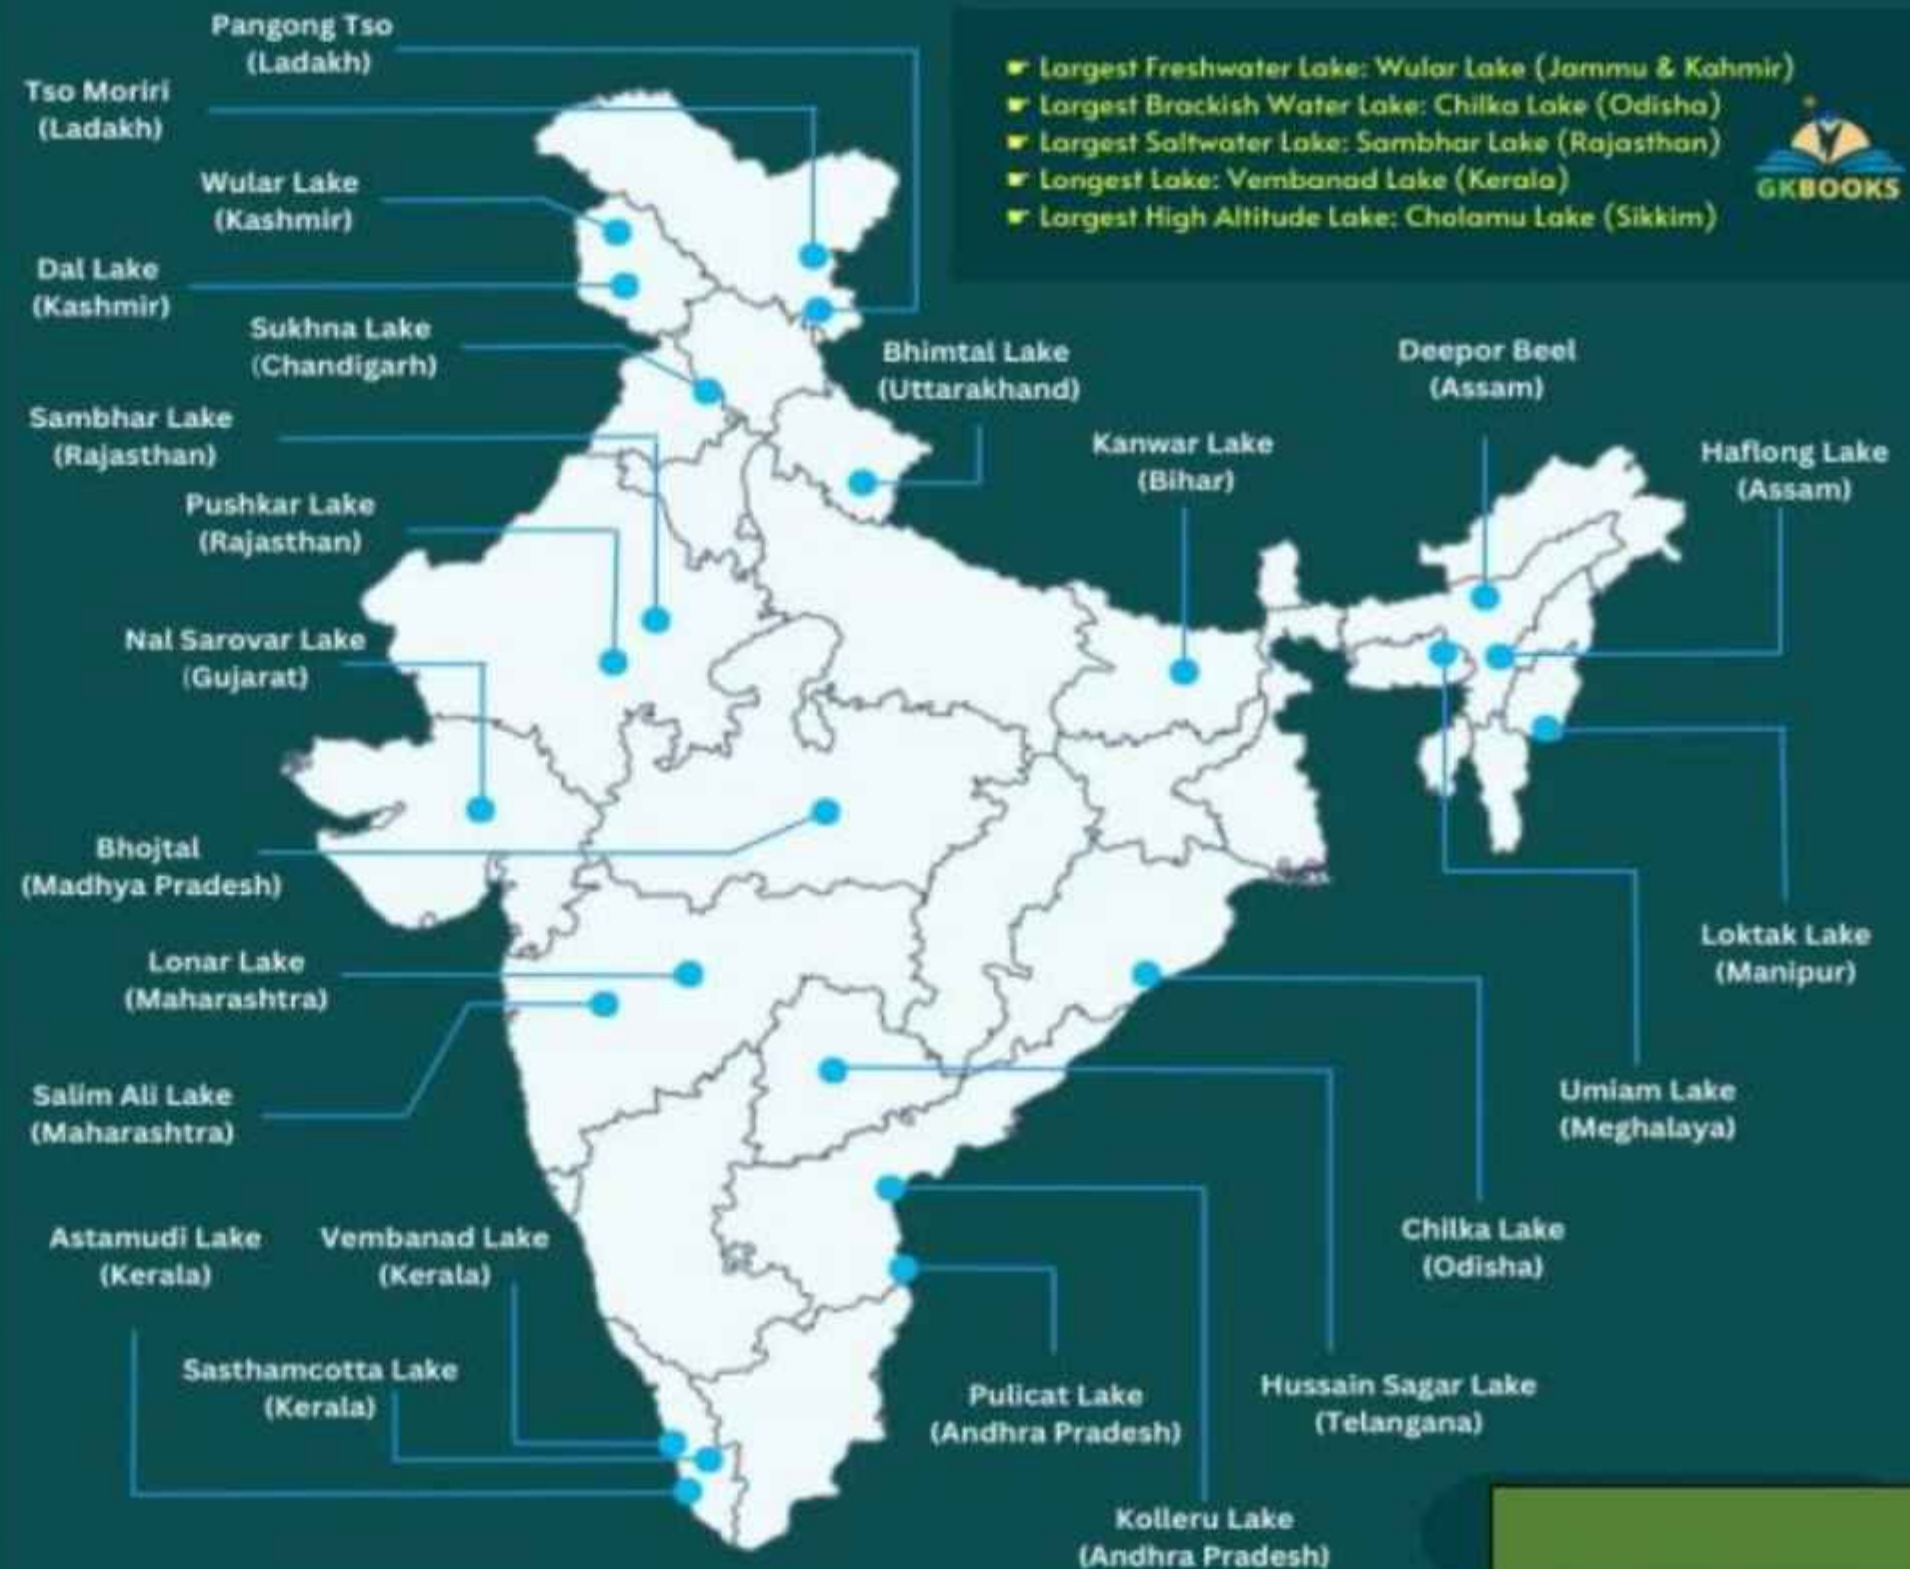 Pangong Tso
(Ladakh)
Tso Moriri
(Ladakh)
Wular Lake
(Kashmir)
Dal Lake
(Kashmir)
Sukhna Lake
(Chandigarh)
Sambhar Lake
(Rajasthan)
Pushkar Lake
(Rajasthan)
Nal Sarovar Lake
(Gujarat)
Bhojtal
(Madhya Pradesh)
Lonar Lake
(Maharashtra)
Salim Ali Lake
(Maharashtra)
Astamudi Lake
(Kerala)
Vembanad Lake
(Kerala)
Sasthamcotta Lake
(Kerala)
☛ Largest Freshwater Lake: Wular Lake (Jammu & Kahmir)
☛ Largest Brackish Water Lake: Chilka Lake (Odisha)
☛ Largest Saltwater Lake: Sambhar Lake (Rajasthan)
☛ Longest Lake: Vembanad Lake (Kerala)
☛ Largest High Altitude Lake: Cholamu Lake (Sikkim)
GKBOOKS
Bhimtal Lake
(Uttarakhand)
Kanwar Lake
(Bihar)
Deepor Beel
(Assam)
Haflong Lake
(Assam)
Loktak Lake
(Manipur)
Umiam Lake
(Meghalaya)
Chilka Lake
(Odisha)
Hussain Sagar Lake
(Telangana)
Pulicat Lake
(Andhra Pradesh)
Kolleru Lake
(Andhra Pradesh)